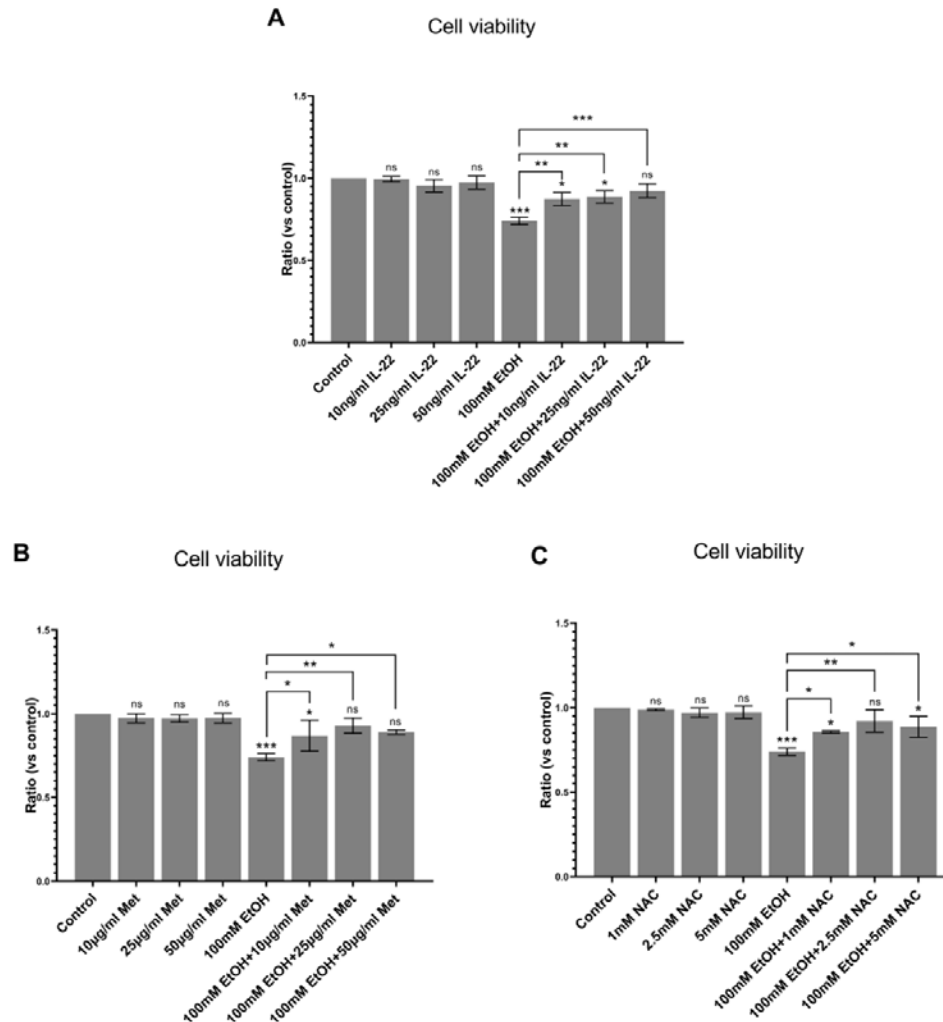 A
Cell viability
Ratio (vs control)
1.5
1.0
0.5
0.0
ns
ns
ns
***
*
*
ns
**
**
***
Control
10ng/ml IL-22
25ng/ml IL-22
50ng/ml IL-22
100mM EtOH
100mM EtOH+10ng/ml IL-22
100mM EtOH+25ng/ml IL-22
100mM EtOH+50ng/ml IL-22
B
Cell viability
Ratio (vs control)
1.5
1.0
0.5
0.0
ns
ns
ns
***
*
ns
ns
*
**
*
Control
10µg/ml Met
25µg/ml Met
50µg/ml Met
100mM EtOH
100mM EtOH+10µg/ml Met
100mM EtOH+25µg/ml Met
100mM EtOH+50µg/ml Met
C
Cell viability
Ratio (vs control)
1.5
1.0
0.5
0.0
ns
ns
ns
***
*
ns
*
*
**
*
Control
1mM NAC
2.5mM NAC
5mM NAC
100mM EtOH
100mM EtOH+1mM NAC
100mM EtOH+2.5mM NAC
100mM EtOH+5mM NAC